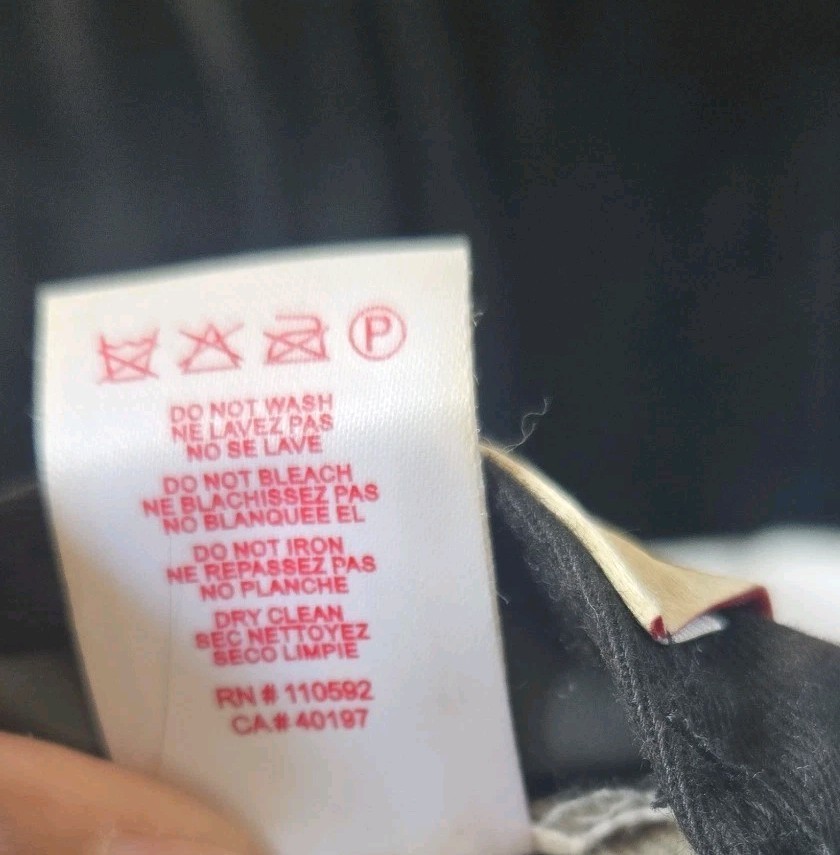 P
DO NOT WASH
NE LAVEZ PAS
NO SE LAVE
DO NOT BLEACH
NE BLACHISSEZ PAS
NO BLANQUEE EL
DO NOT IRON
NE REPASSEZ PAS
NO PLANCHE
DRY CLEAN
SEC NETTOYEZ
SECO LIMPIE
RN # 110592
CA# 40197